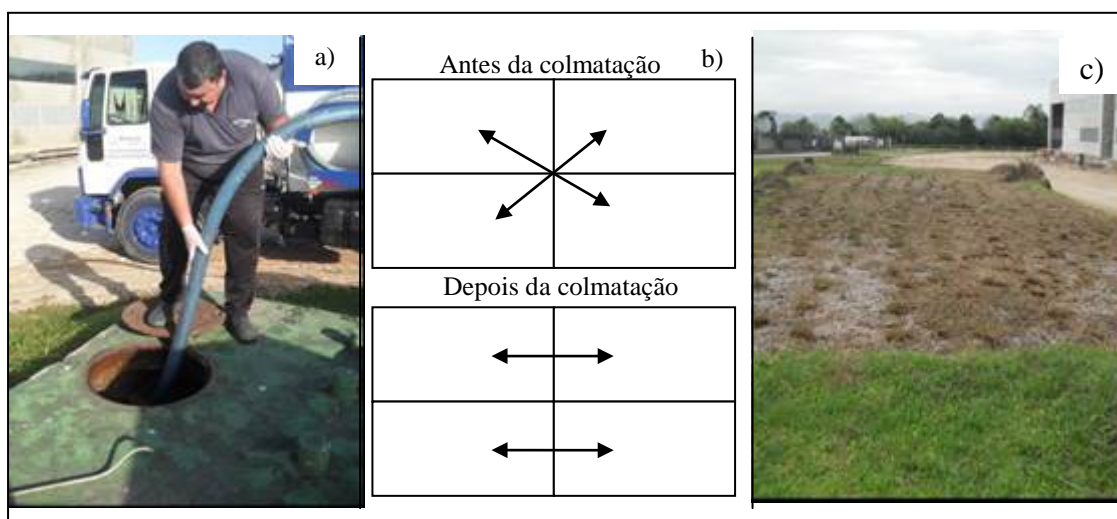 a)
Antes da colmatação
b)
Depois da colmatação
c)